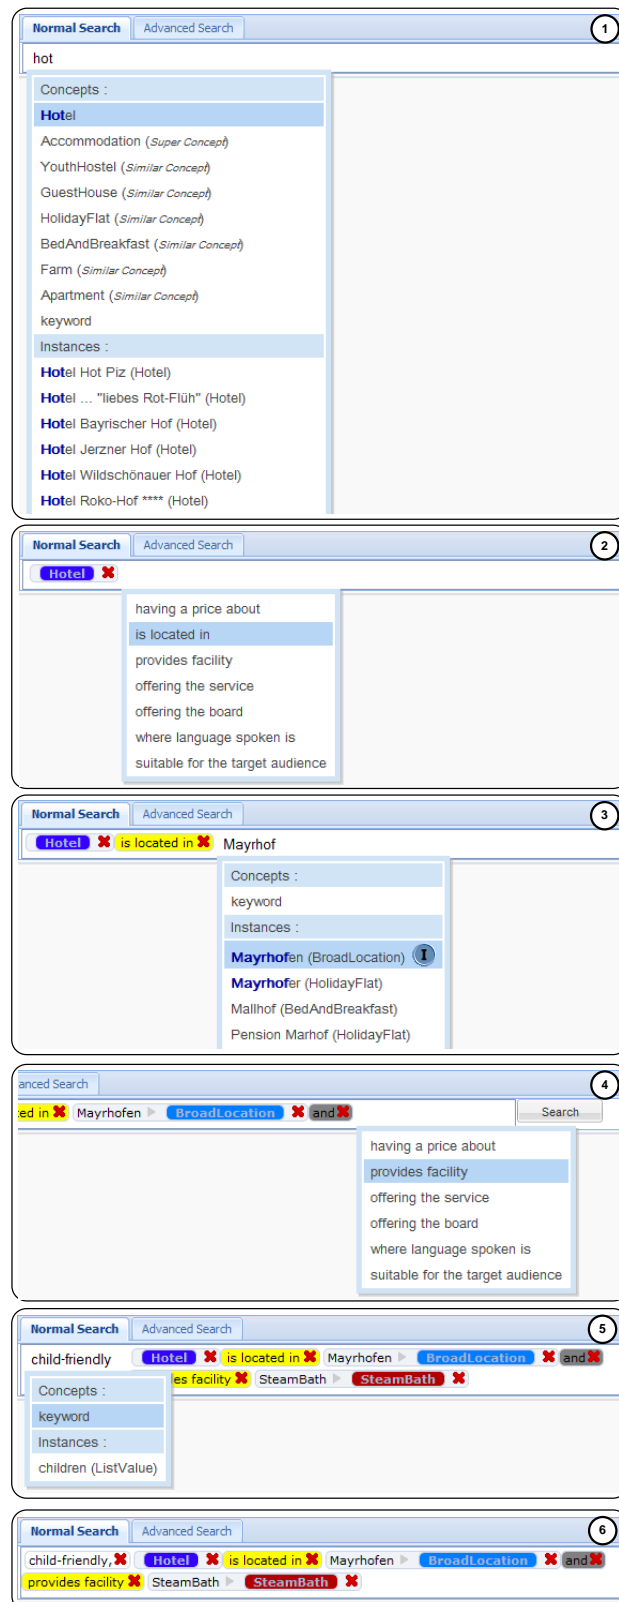 Normal Search Advanced Search 1
hot
Concepts :
Hotel
Accommodation (Super Concept)
YouthHostel (Similar Concept)
GuestHouse (Similar Concept)
HolidayFlat (Similar Concept)
BedAndBreakfast (Similar Concept)
Farm (Similar Concept)
Apartment (Similar Concept)
keyword
Instances :
Hotel Hot Piz (Hotel)
Hotel ... "liebes Rot-Flüh" (Hotel)
Hotel Bayrischer Hof (Hotel)
Hotel Jerzner Hof (Hotel)
Hotel Wildschönauer Hof (Hotel)
Hotel Roko-Hof **** (Hotel)
Normal Search Advanced Search 2
Hotel
having a price about
is located in
provides facility
offering the service
offering the board
where language spoken is
suitable for the target audience
Normal Search Advanced Search 3
Hotel is located in Mayrhof
Concepts :
keyword
Instances :
Mayrhofen (BroadLocation)
Mayrhofer (HolidayFlat)
Mallhof (BedAndBreakfast)
Pension Marhof (HolidayFlat)
anced Search 4
ted in Mayrhofen BroadLocation and Search
having a price about
provides facility
offering the service
offering the board
where language spoken is
suitable for the target audience
Normal Search Advanced Search 5
child-friendly Hotel is located in Mayrhofen BroadLocation and
es facility SteamBath SteamBath
Concepts :
keyword
Instances :
children (ListValue)
Normal Search Advanced Search 6
child-friendly, Hotel is located in Mayrhofen BroadLocation and
provides facility SteamBath SteamBath